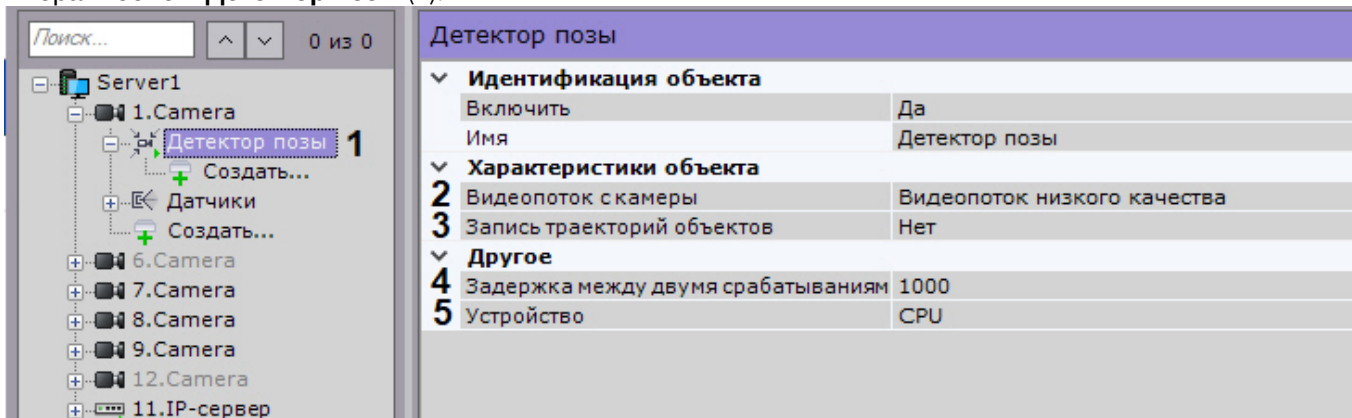 Поиск...
0 из 0
Server1
1.Camera
Детектор позы 1
Создать...
Датчики
Создать...
6.Camera
7.Camera
8.Camera
9.Camera
12.Camera
11.IP-сервер
Детектор позы
Идентификация объекта
Включить Да
Имя Детектор позы
Характеристики объекта
2 Видеопоток с камеры Видеопоток низкого качества
3 Запись траекторий объектов Нет
Другое
4 Задержка между двумя срабатываниям 1000
5 Устройство CPU